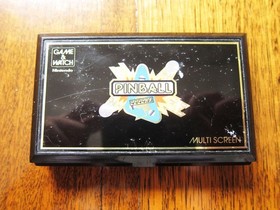 GAME &
WATCH
Nintendo
PINBALL
MULTI SCREEN